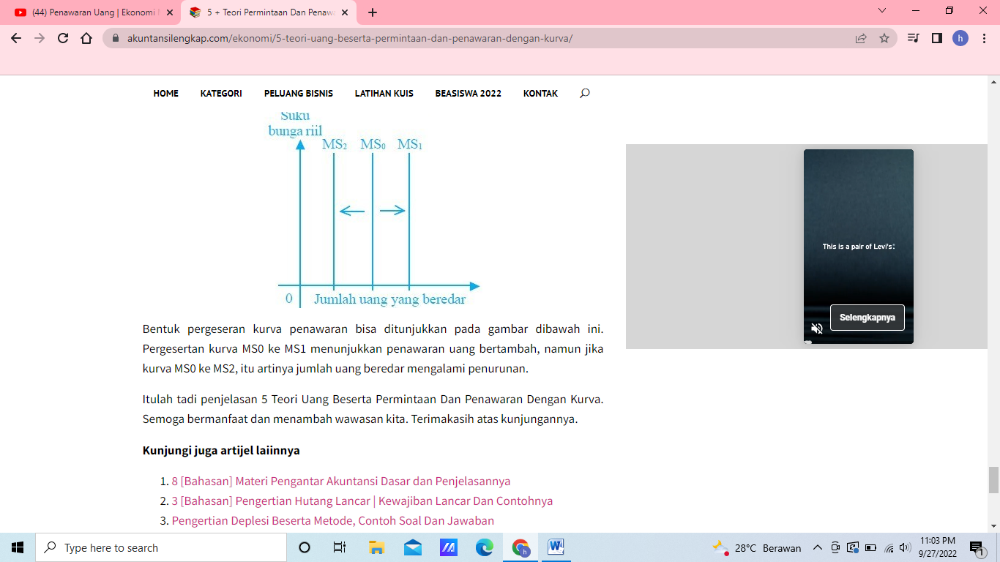 (44) Penawaran Uang | Ekonomi
5 + Teori Permintaan Dan Penaw
akuntansilengkap.com/ekonomi/5-teori-uang-beserta-permintaan-dan-penawaran-dengan-kurva/
h
HOME KATEGORI PELUANG BISNIS LATIHAN KUIS BEASISWA 2022 KONTAK
Suku
bunga riil
MS2 MS0 MS1
0 Jumlah uang yang beredar
This is a pair of Levi's:
Selengkapnya
Bentuk pergeseran kurva penawaran bisa ditunjukkan pada gambar dibawah ini.
Pergesertan kurva MS0 ke MS1 menunjukkan penawaran uang bertambah, namun jika
kurva MS0 ke MS2, itu artinya jumlah uang beredar mengalami penurunan.
Itulah tadi penjelasan 5 Teori Uang Beserta Permintaan Dan Penawaran Dengan Kurva.
Semoga bermanfaat dan menambah wawasan kita. Terimakasih atas kunjungannya.
Kunjungi juga artijel laiinnya
1. 8 [Bahasan] Materi Pengantar Akuntansi Dasar dan Penjelasannya
2. 3 [Bahasan] Pengertian Hutang Lancar | Kewajiban Lancar Dan Contohnya
3. Pengertian Deplesi Beserta Metode, Contoh Soal Dan Jawaban
Type here to search
h
W
28°C Berawan
11:03 PM
9/27/2022
1